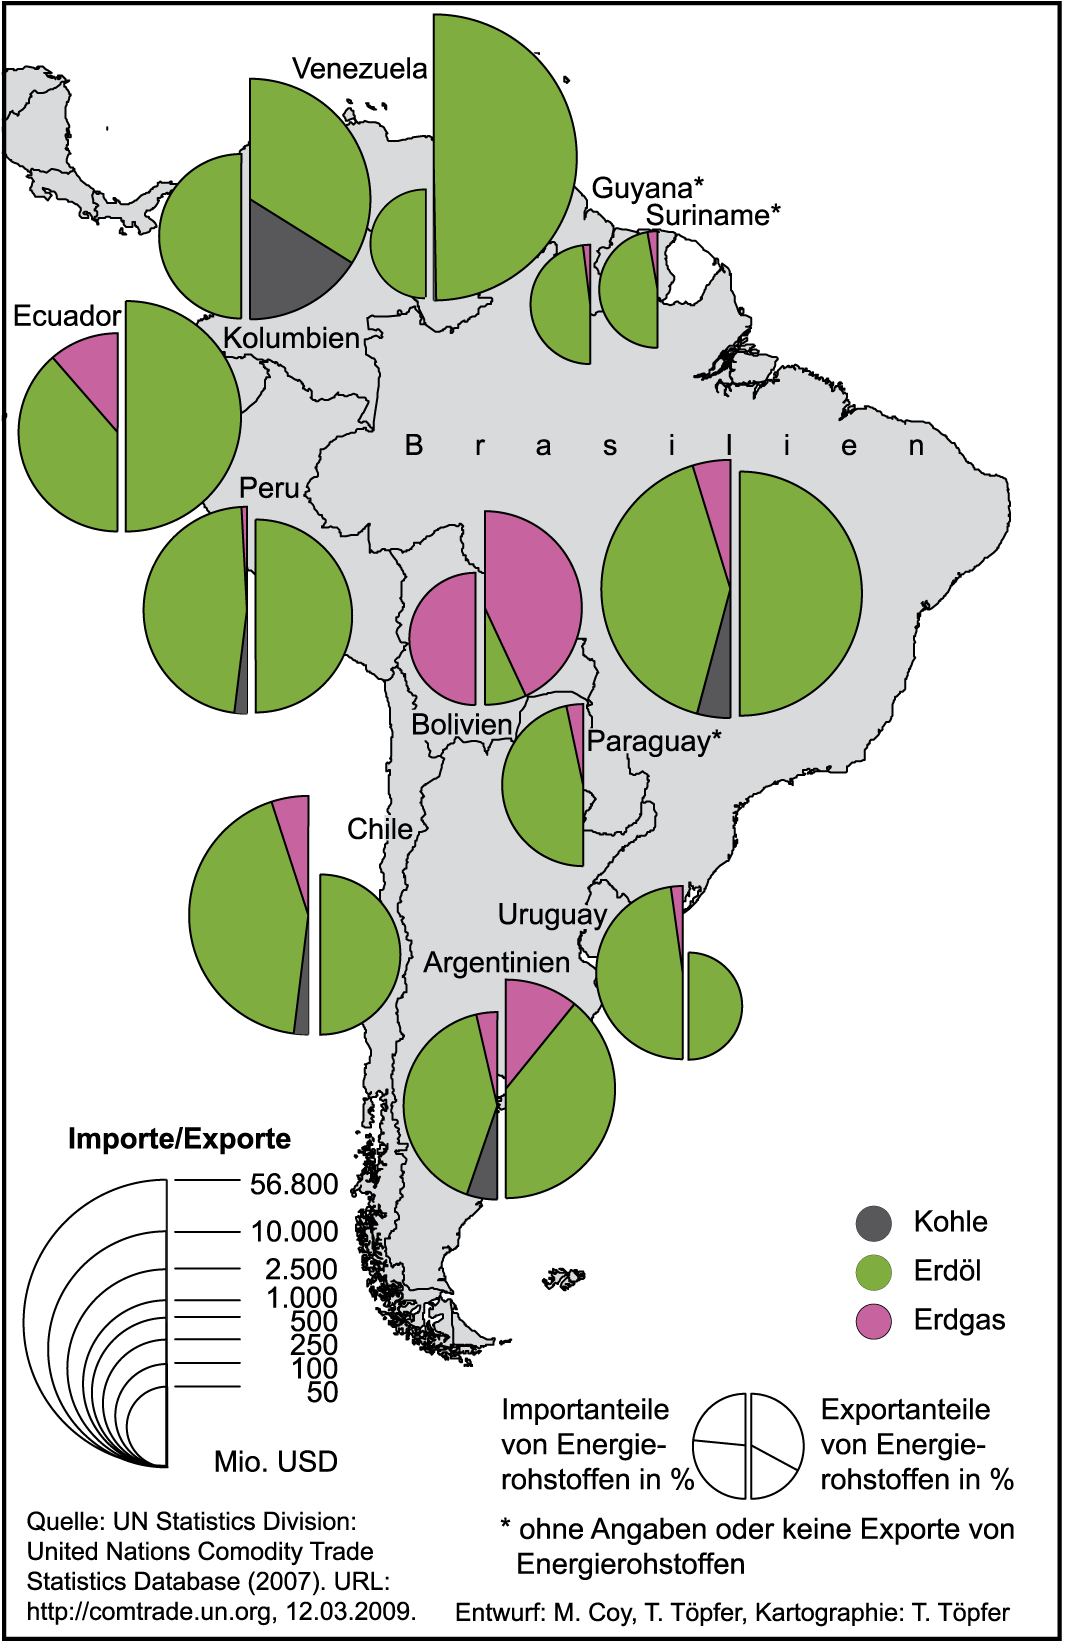 Venezuela
Guyana*
Suriname*
Ecuador
Kolumbien
Brasilien
Peru
Bolivien
Paraguay*
Chile
Uruguay
Argentinien
Importe/Exporte
56.800
10.000
2.500
1.000
500
250
100
50
Mio. USD
Kohle
Erdöl
Erdgas
Importanteile
von Energie-
rohstoffen in %
Exportanteile
von Energie-
rohstoffen in %
* ohne Angaben oder keine Exporte von
Energierohstoffen
Quelle: UN Statistics Division:
United Nations Comodity Trade
Statistics Database (2007). URL:
http://comtrade.un.org, 12.03.2009.
Entwurf: M. Coy, T. Töpfer, Kartographie: T. Töpfer